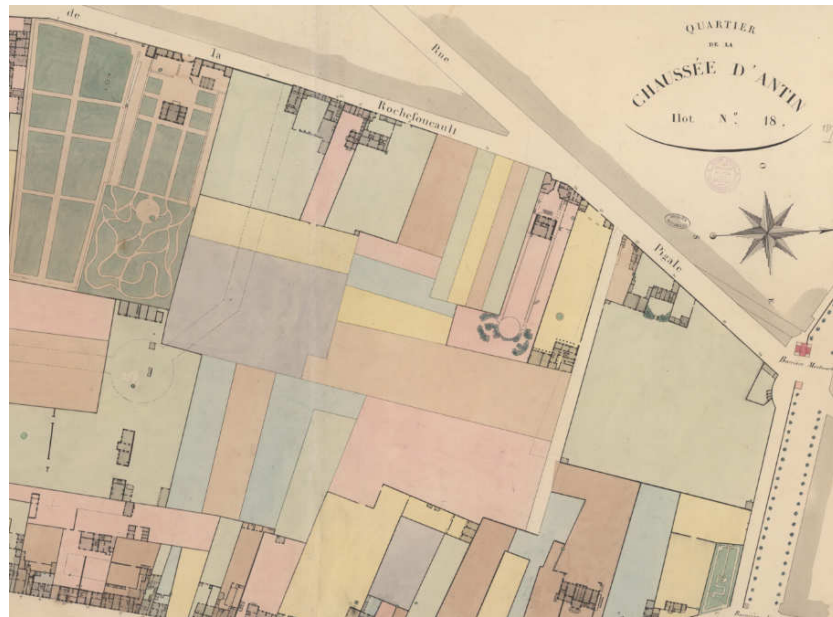 QUARTIER
DE LA
CHAUSSÉE D'ANTIN
Ilot N.º 18.
de la Rochefoucault
Rue Pigale